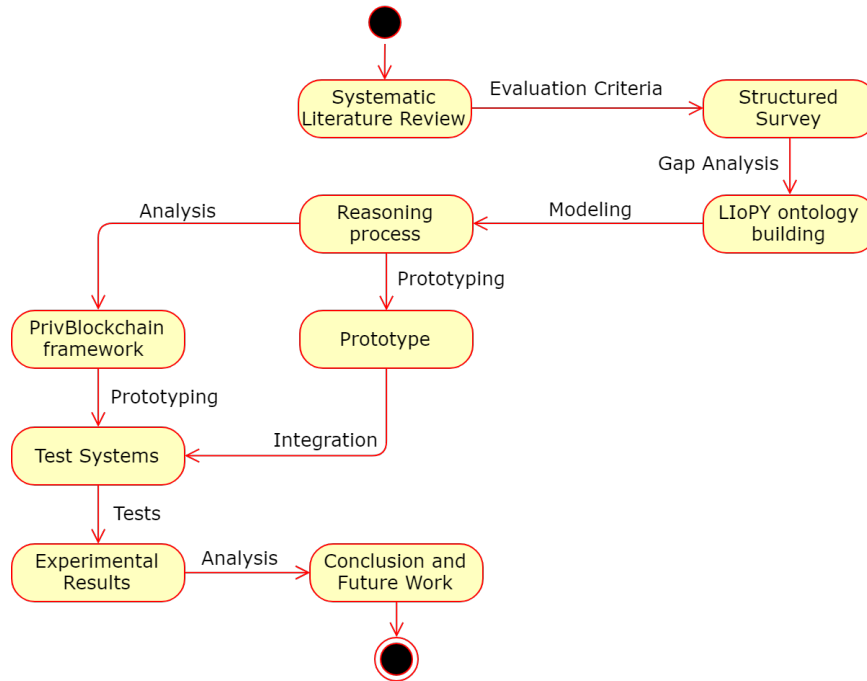 Systematic
Literature Review
Evaluation Criteria
Structured
Survey
Gap Analysis
LIoPY ontology
building
Modeling
Reasoning
process
Analysis
Prototyping
PrivBlockchain
framework
Prototype
Prototyping
Integration
Test Systems
Tests
Experimental
Results
Analysis
Conclusion and
Future Work